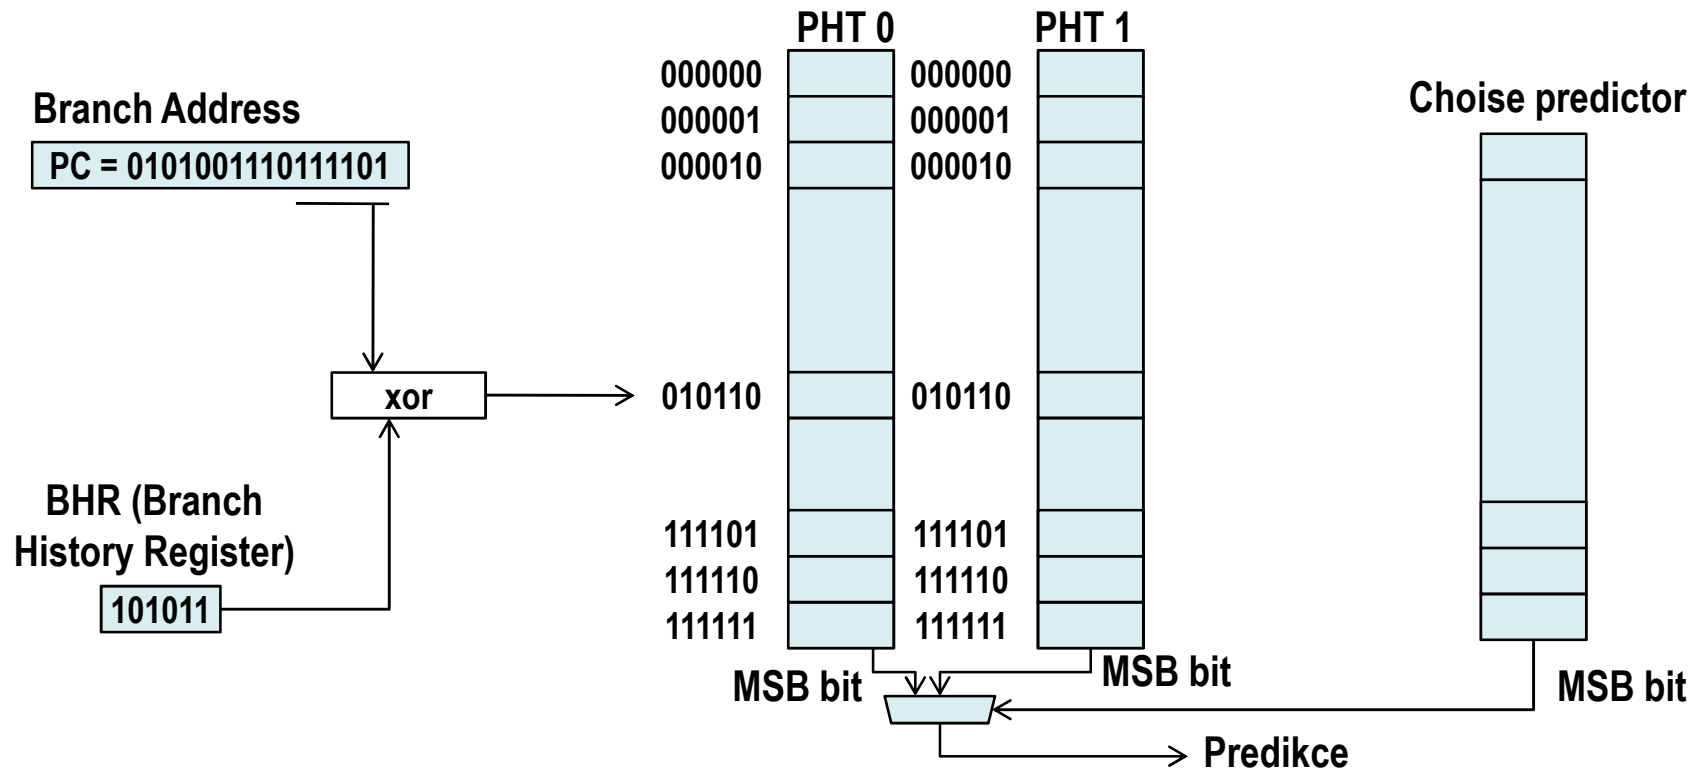 PHT 0
PHT 1
000000
000000
Branch Address
000001
000001
Choise predictor
PC = 0101001110111101
000010
000010
xor
010110
010110
BHR (Branch
History Register)
101011
111101
111101
111110
111110
111111
111111
MSB bit
MSB bit
MSB bit
Predikce